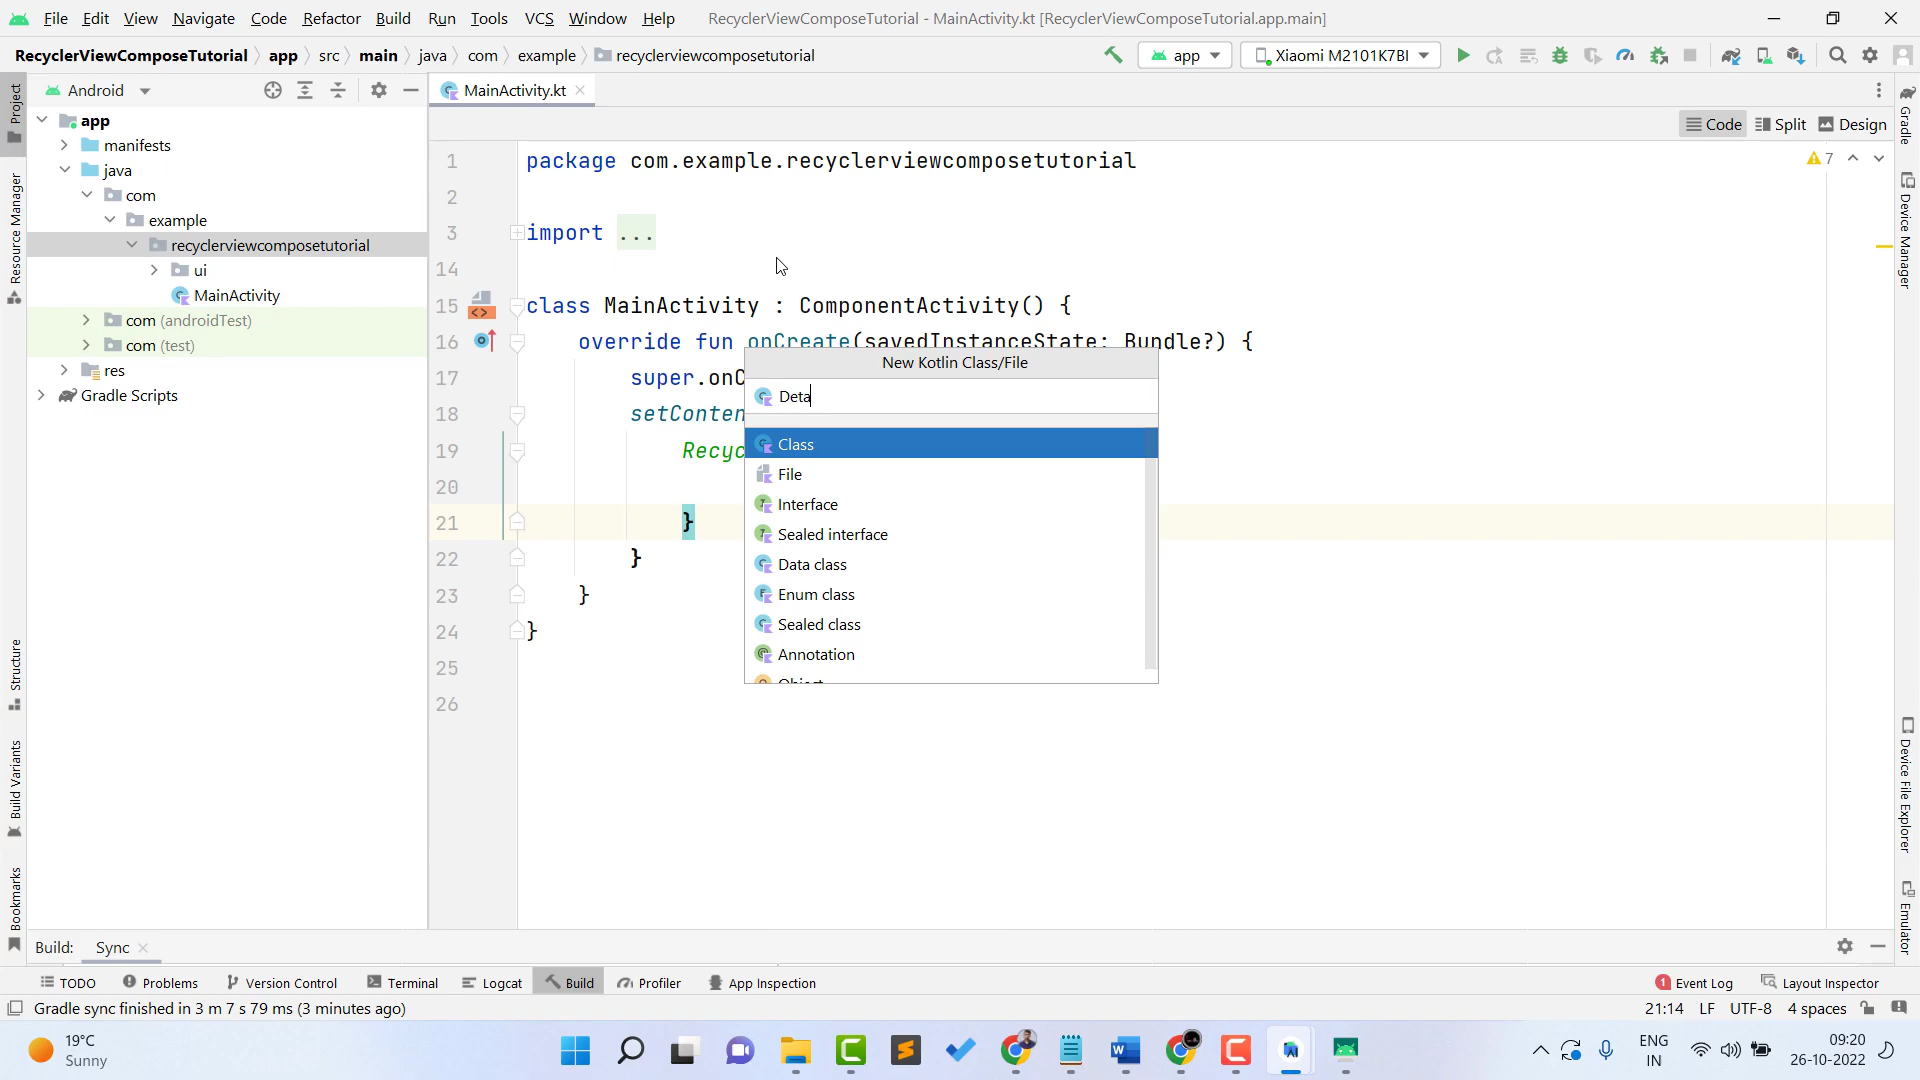 File Edit View Navigate Code Refactor Build Run Tools VCS Window Help RecyclerViewComposeTutorial - MainActivity.kt [RecyclerViewComposeTutorial.app.main]
RecyclerViewComposeTutorial app src main java com example recyclerviewcomposetutorial app Xiaomi M2101K7BI
Android MainActivity.kt
Code Split Design
Project
Resource Manager
Structure
Build Variants
Bookmarks
app
manifests
java
com
example
recyclerviewcomposetutorial
ui
MainActivity
com (androidTest)
com (test)
res
Gradle Scripts
1 package com.example.recyclerviewcomposetutorial
7
2
3 import ...
14
15 class MainActivity : ComponentActivity() {
16 override fun onCreate(savedInstanceState: Bundle?) {
17 super.onC
18 setConten
19 Recyc
20
21 }
22 }
23 }
24 }
25
26
New Kotlin Class/File
Deta
Class
File
Interface
Sealed interface
Data class
Enum class
Sealed class
Annotation
Object
Gradle
Device Manager
Device File Explorer
Emulator
Build: Sync
TODO Problems Version Control Terminal Logcat Build Profiler App Inspection 1 Event Log Layout Inspector
Gradle sync finished in 3 m 7 s 79 ms (3 minutes ago) 21:14 LF UTF-8 4 spaces
19°C
Sunny
ENG
IN
09:20
26-10-2022